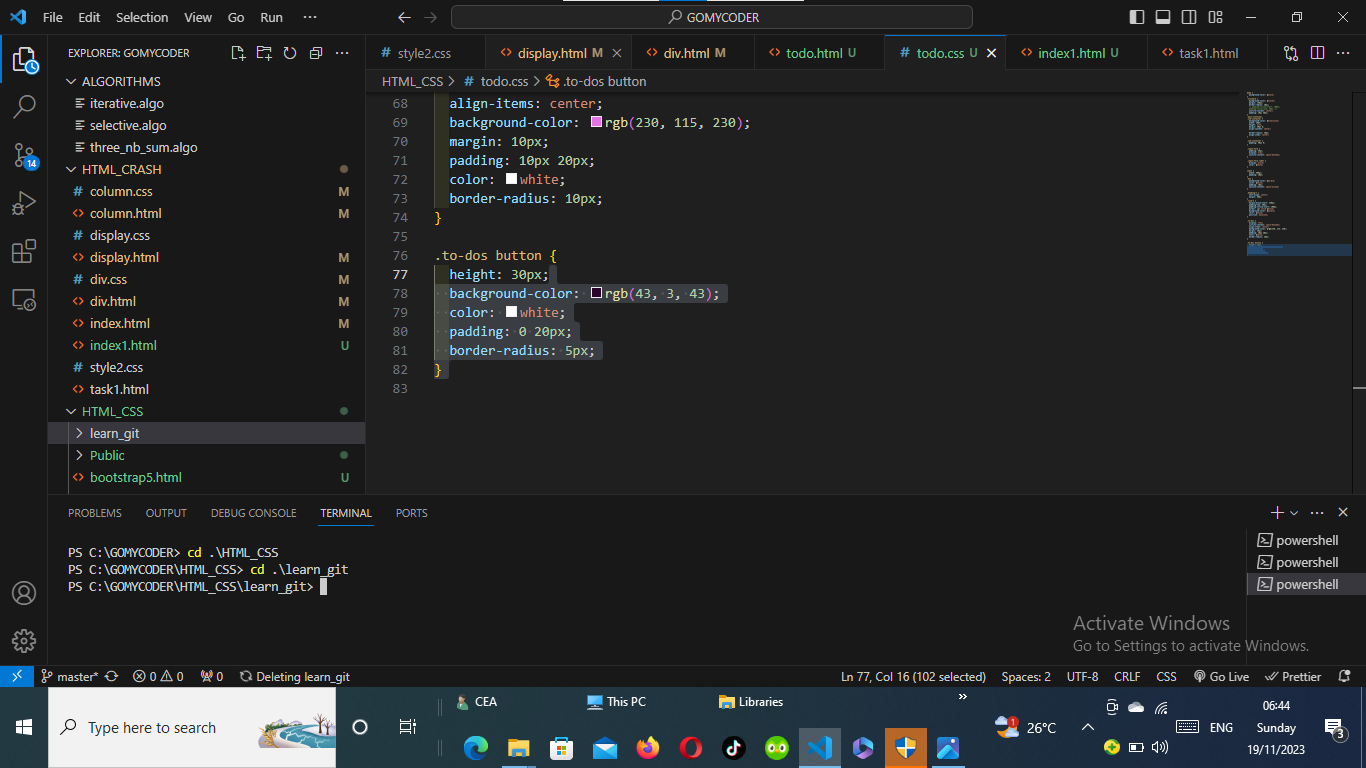 File Edit Selection View Go Run ··· GOMYCODER
EXPLORER: GOMYCODER
ALGORITHMS
iterative.algo
selective.algo
three_nb_sum.algo
HTML_CRASH
column.css M
column.html M
display.css
display.html M
div.css
div.html M
index.html M
index1.html U
style2.css
task1.html
HTML_CSS
learn_git
Public
bootstrap5.html U
style2.css display.html M div.html M todo.html U todo.css U index1.html U task1.html
HTML_CSS > todo.css > .to-dos button
68 align-items: center;
69 background-color: rgb(230, 115, 230);
70 margin: 10px;
71 padding: 10px 20px;
72 color: white;
73 border-radius: 10px;
74 }
75
76 .to-dos button {
77 height: 30px;
78 background-color: rgb(43, 3, 43);
79 color: white;
80 padding: 0 20px;
81 border-radius: 5px;
82 }
83
14
PROBLEMS OUTPUT DEBUG CONSOLE TERMINAL PORTS
PS C:\GOMYCODER> cd .\HTML_CSS
PS C:\GOMYCODER\HTML_CSS> cd .\learn_git
PS C:\GOMYCODER\HTML_CSS\learn_git>
powershell
powershell
powershell
Activate Windows
Go to Settings to activate Windows.
master* 0 0 0 Deleting learn_git Ln 77, Col 16 (102 selected) Spaces: 2 UTF-8 CRLF CSS Go Live Prettier
CEA This PC Libraries »
Type here to search
1 26°C ENG
06:44
Sunday
19/11/2023
3